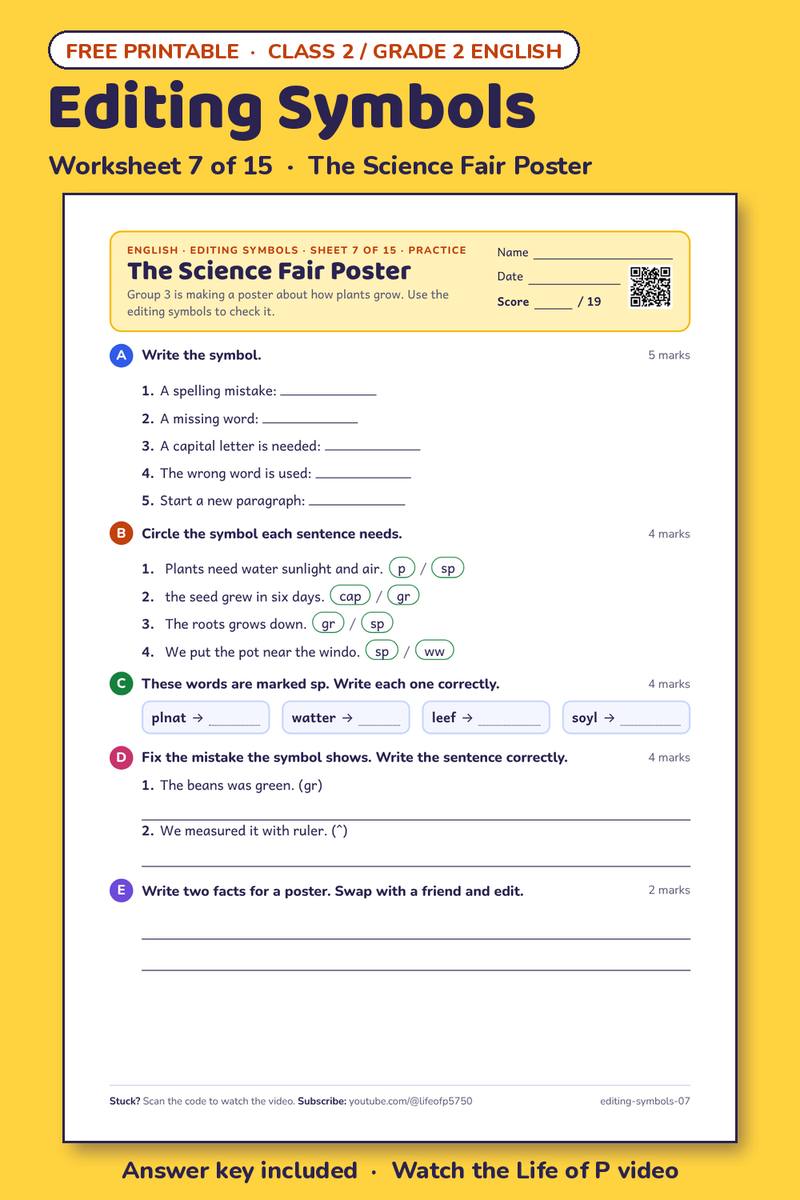 FREE PRINTABLE · CLASS 2 / GRADE 2 ENGLISH
Editing Symbols
Worksheet 7 of 15 · The Science Fair Poster
ENGLISH · EDITING SYMBOLS · SHEET 7 OF 15 · PRACTICE
The Science Fair Poster
Group 3 is making a poster about how plants grow. Use the
editing symbols to check it.
Name
Date
Score / 19
A Write the symbol. 5 marks
1. A spelling mistake:
2. A missing word:
3. A capital letter is needed:
4. The wrong word is used:
5. Start a new paragraph:
B Circle the symbol each sentence needs. 4 marks
1. Plants need water sunlight and air. p / sp
2. the seed grew in six days. cap / gr
3. The roots grows down. gr / sp
4. We put the pot near the windo. sp / ww
C These words are marked sp. Write each one correctly. 4 marks
plnat → watter → leef → soyl →
D Fix the mistake the symbol shows. Write the sentence correctly. 4 marks
1. The beans was green. (gr)
2. We measured it with ruler. (^)
E Write two facts for a poster. Swap with a friend and edit. 2 marks
Stuck? Scan the code to watch the video. Subscribe: youtube.com/@lifeofp5750 editing-symbols-07
Answer key included · Watch the Life of P video